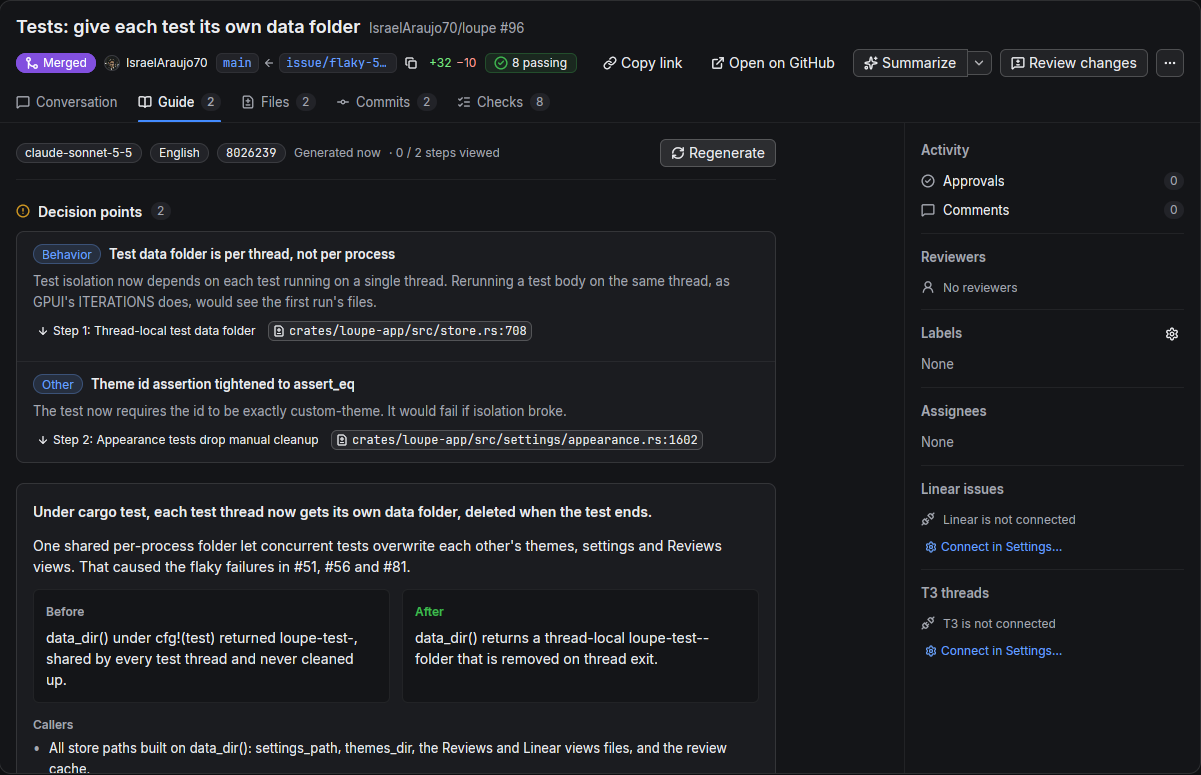 Tests: give each test its own data folder IsraelAraujo70/loupe #96
Merged IsraelAraujo70 main ← issue/flaky-5… +32 −10 8 passing Copy link Open on GitHub Summarize Review changes ...
Conversation Guide 2 Files 2 Commits 2 Checks 8
claude-sonnet-5-5 English 8026239 Generated now · 0 / 2 steps viewed Regenerate
Decision points 2
Behavior Test data folder is per thread, not per process
Test isolation now depends on each test running on a single thread. Rerunning a test body on the same thread, as
GPUI's ITERATIONS does, would see the first run's files.
↓ Step 1: Thread-local test data folder crates/loupe-app/src/store.rs:708
Other Theme id assertion tightened to assert_eq
The test now requires the id to be exactly custom-theme. It would fail if isolation broke.
↓ Step 2: Appearance tests drop manual cleanup crates/loupe-app/src/settings/appearance.rs:1602
Under cargo test, each test thread now gets its own data folder, deleted when the test ends.
One shared per-process folder let concurrent tests overwrite each other's themes, settings and Reviews
views. That caused the flaky failures in #51, #56 and #81.
Before
data_dir() under cfg!(test) returned loupe-test-,
shared by every test thread and never cleaned
up.
After
data_dir() returns a thread-local loupe-test--
folder that is removed on thread exit.
Callers
• All store paths built on data_dir(): settings_path, themes_dir, the Reviews and Linear views files, and the review
cache.
Activity
Approvals 0
Comments 0
Reviewers
No reviewers
Labels
None
Assignees
None
Linear issues
Linear is not connected
Connect in Settings...
T3 threads
T3 is not connected
Connect in Settings...